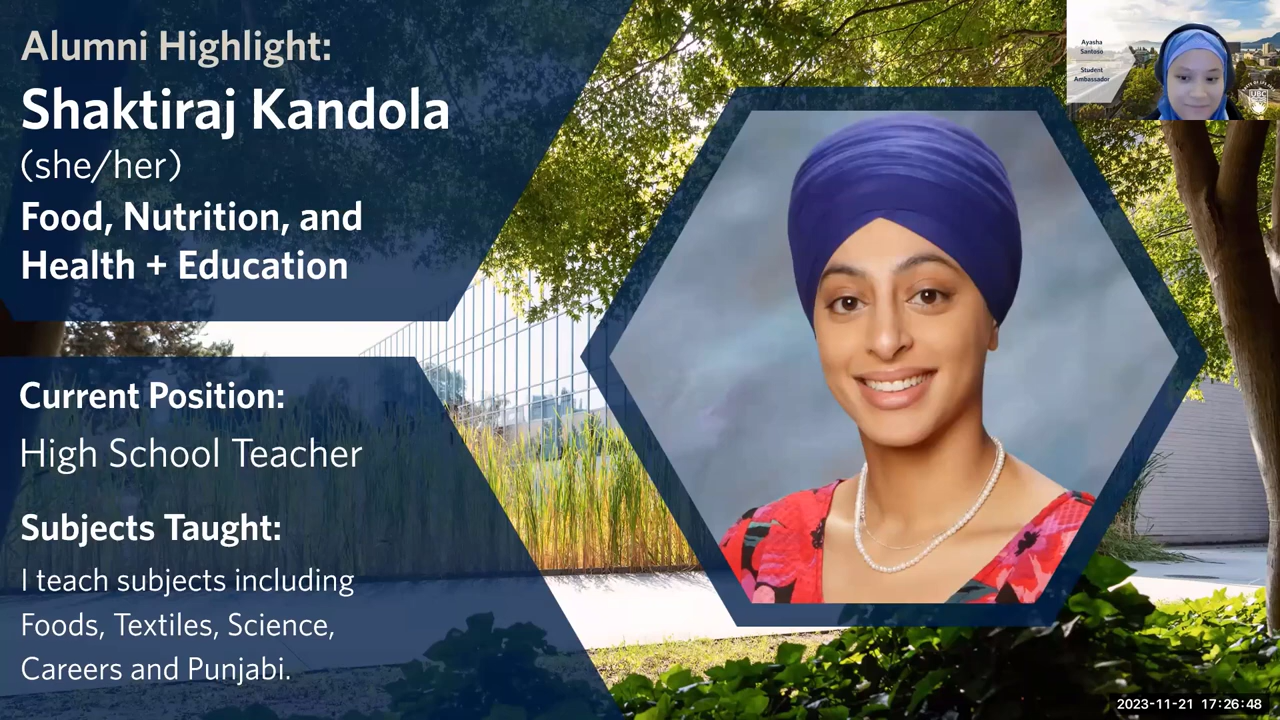 Alumni Highlight:
Shaktiraj Kandola
(she/her)
Food, Nutrition, and
Health + Education
Current Position:
High School Teacher
Subjects Taught:
I teach subjects including
Foods, Textiles, Science,
Careers and Punjabi.
Ayasha
Santoso
Student
Ambassador
UBC
2023-11-21 17:26:48